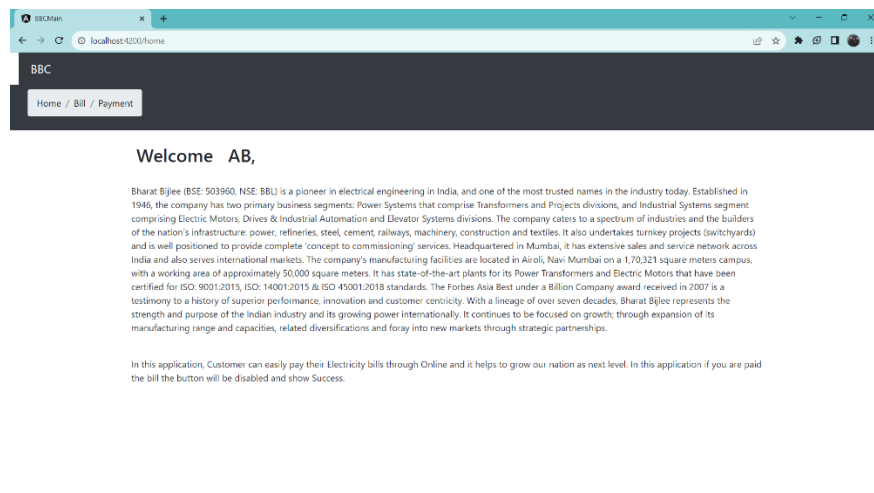 BBCMain
localhost:4200/home
BBC
Home / Bill / Payment
Welcome AB,
Bharat Bijlee (BSE: 503960, NSE: BBL) is a pioneer in electrical engineering in India, and one of the most trusted names in the industry today. Established in
1946, the company has two primary business segments: Power Systems that comprise Transformers and Projects divisions, and Industrial Systems segment
comprising Electric Motors, Drives & Industrial Automation and Elevator Systems divisions. The company caters to a spectrum of industries and the builders
of the nation's infrastructure: power, refineries, steel, cement, railways, machinery, construction and textiles. It also undertakes turnkey projects (switchyards)
and is well positioned to provide complete 'concept to commissioning' services. Headquartered in Mumbai, it has extensive sales and service network across
India and also serves international markets. The company's manufacturing facilities are located in Airoli, Navi Mumbai on a 1,70,321 square meters campus,
with a working area of approximately 50,000 square meters. It has state-of-the-art plants for its Power Transformers and Electric Motors that have been
certified for ISO: 9001:2015, ISO: 14001:2015 & ISO 45001:2018 standards. The Forbes Asia Best under a Billion Company award received in 2007 is a
testimony to a history of superior performance, innovation and customer centricity. With a lineage of over seven decades, Bharat Bijlee represents the
strength and purpose of the Indian industry and its growing power internationally. It continues to be focused on growth; through expansion of its
manufacturing range and capacities, related diversifications and foray into new markets through strategic partnerships.
In this application, Customer can easily pay their Electricity bills through Online and it helps to grow our nation as next level. In this application if you are paid
the bill the button will be disabled and show Success.